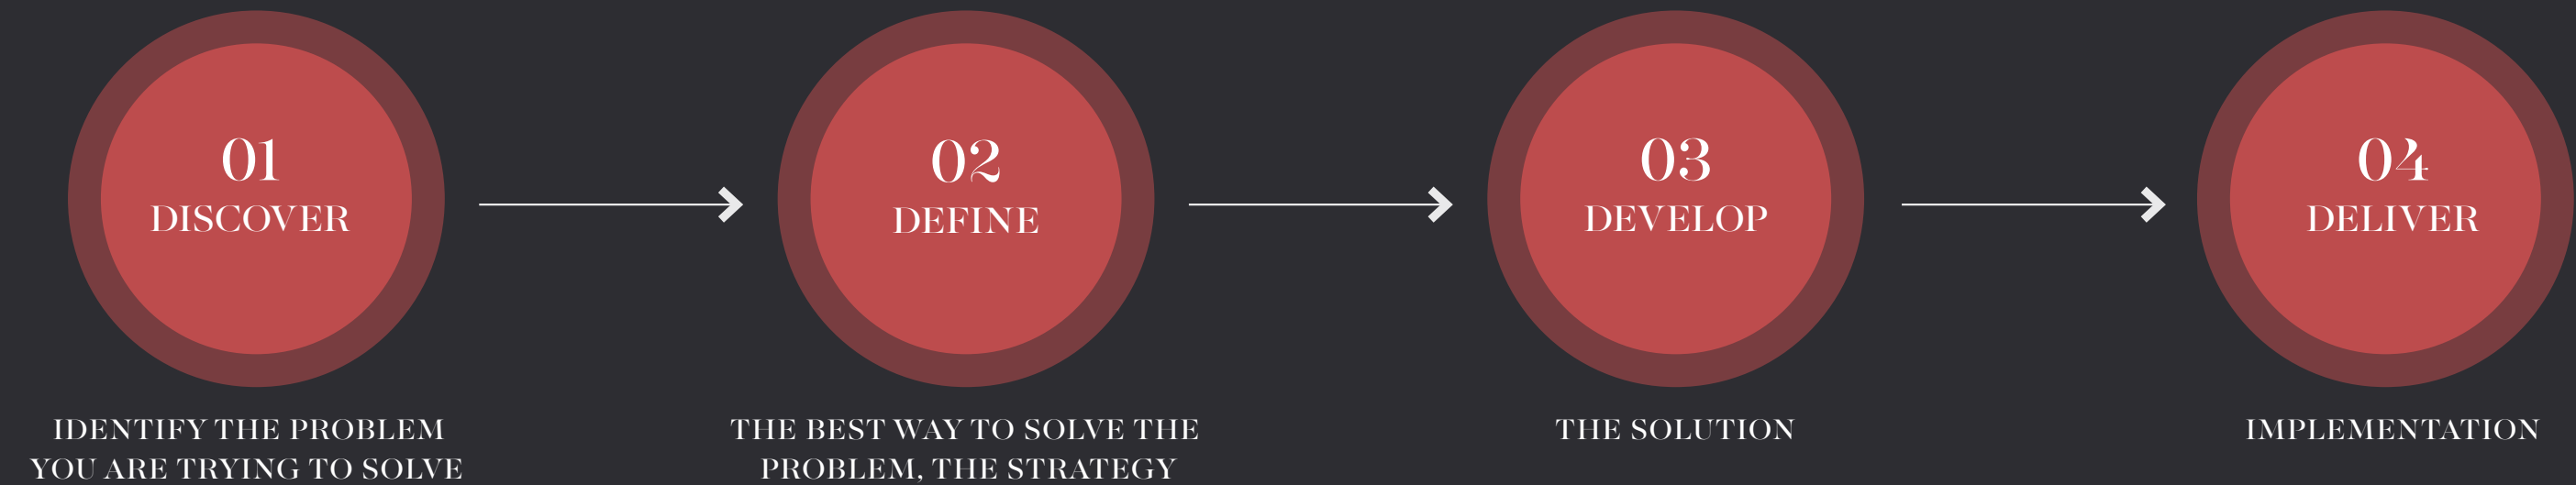 01
DISCOVER
IDENTIFY THE PROBLEM
YOU ARE TRYING TO SOLVE
02
DEFINE
THE BEST WAY TO SOLVE THE
PROBLEM, THE STRATEGY
03
DEVELOP
THE SOLUTION
04
DELIVER
IMPLEMENTATION